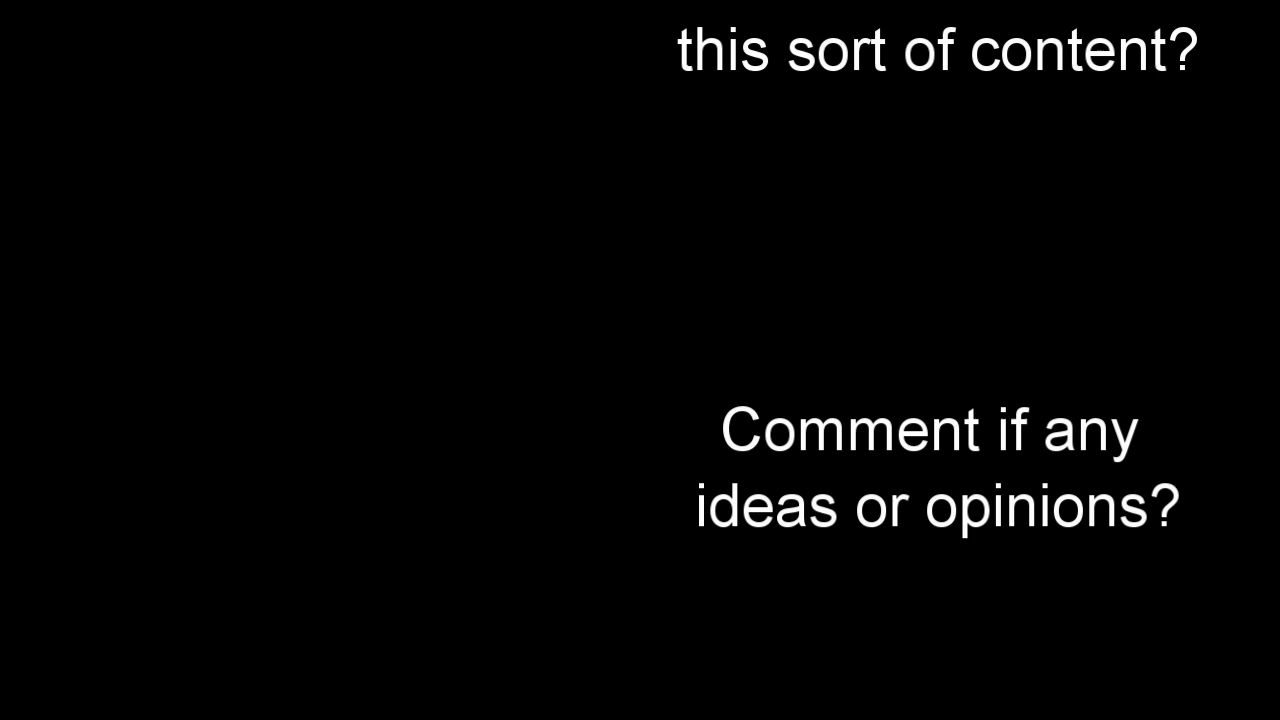 this sort of content?
Comment if any
ideas or opinions?